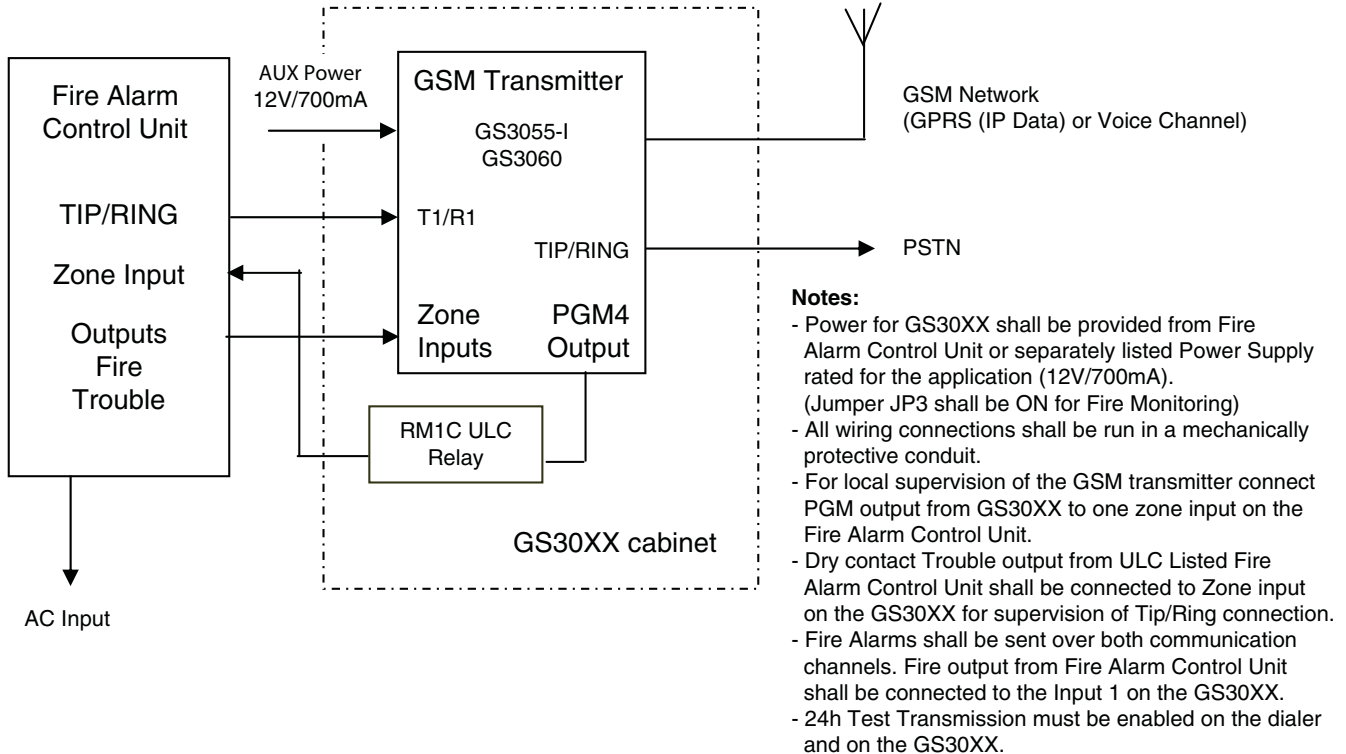 Fire Alarm
Control Unit
TIP/RING
Zone Input
Outputs
Fire
Trouble
AC Input
AUX Power
12V/700mA
GSM Transmitter
GS3055-I
GS3060
T1/R1
TIP/RING
Zone
Inputs
PGM4
Output
RM1C ULC
Relay
GS30XX cabinet
GSM Network
(GPRS (IP Data) or Voice Channel)
PSTN
Notes:
- Power for GS30XX shall be provided from Fire
Alarm Control Unit or separately listed Power Supply
rated for the application (12V/700mA).
(Jumper JP3 shall be ON for Fire Monitoring)
- All wiring connections shall be run in a mechanically
protective conduit.
- For local supervision of the GSM transmitter connect
PGM output from GS30XX to one zone input on the
Fire Alarm Control Unit.
- Dry contact Trouble output from ULC Listed Fire
Alarm Control Unit shall be connected to Zone input
on the GS30XX for supervision of Tip/Ring connection.
- Fire Alarms shall be sent over both communication
channels. Fire output from Fire Alarm Control Unit
shall be connected to the Input 1 on the GS30XX.
- 24h Test Transmission must be enabled on the dialer
and on the GS30XX.